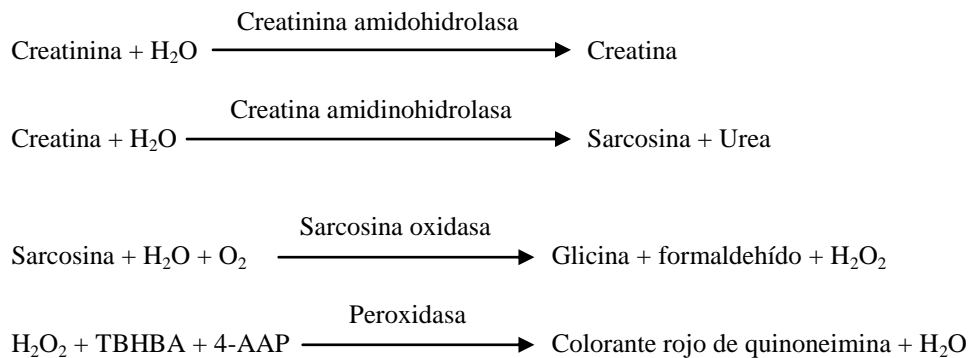 Creatinina amidohidrolasa
Creatinina + H₂O ⟶ Creatina
Creatina amidinohidrolasa
Creatina + H₂O ⟶ Sarcosina + Urea
Sarcosina oxidasa
Sarcosina + H₂O + O₂ ⟶ Glicina + formaldehído + H₂O₂
Peroxidasa
H₂O₂ + TBHBA + 4-AAP ⟶ Colorante rojo de quinoneimina + H₂O